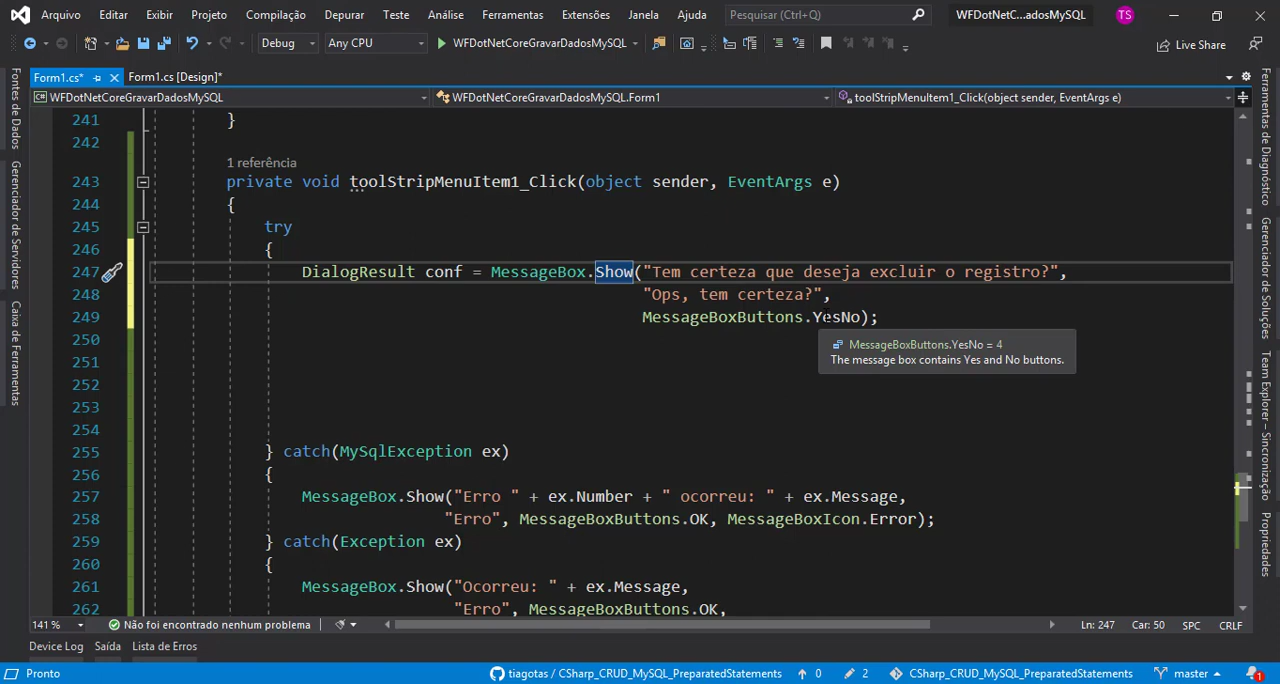 Arquivo Editar Exibir Projeto Compilação Depurar Teste Análise Ferramentas Extensões Janela Ajuda Pesquisar (Ctrl+Q) WFDotNetC...adosMySQL TS
Debug Any CPU WFDotNetCoreGravarDadosMySQL Live Share
Form1.cs* Form1.cs [Design]*
WFDotNetCoreGravarDadosMySQL WFDotNetCoreGravarDadosMySQL.Form1 toolStripMenuItem1_Click(object sender, EventArgs e)
Fontes de Dados
Gerenciador de Servidores
Caixa de Ferramentas
241 }
242
1 referência
243 private void toolStripMenuItem1_Click(object sender, EventArgs e)
244 {
245 try
246 {
247 DialogResult conf = MessageBox.Show("Tem certeza que deseja excluir o registro?",
248 "Ops, tem certeza?",
249 MessageBoxButtons.YesNo);
250 MessageBoxButtons.YesNo = 4
251 The message box contains Yes and No buttons.
252
253
254
255 } catch(MySqlException ex)
256 {
257 MessageBox.Show("Erro " + ex.Number + " ocorreu: " + ex.Message,
258 "Erro", MessageBoxButtons.OK, MessageBoxIcon.Error);
259 } catch(Exception ex)
260 {
261 MessageBox.Show("Ocorreu: " + ex.Message,
262 "Erro", MessageBoxButtons.OK,
Ferramentas de Diagnóstico
Gerenciador de Soluções
Team Explorer – Sincronização
Propriedades
141 % Não foi encontrado nenhum problema Ln: 247 Car: 50 SPC CRLF
Device Log Saída Lista de Erros
Pronto tiagotas / CSharp_CRUD_MySQL_PreparedStatements 0 2 CSharp_CRUD_MySQL_PreparedStatements master 1